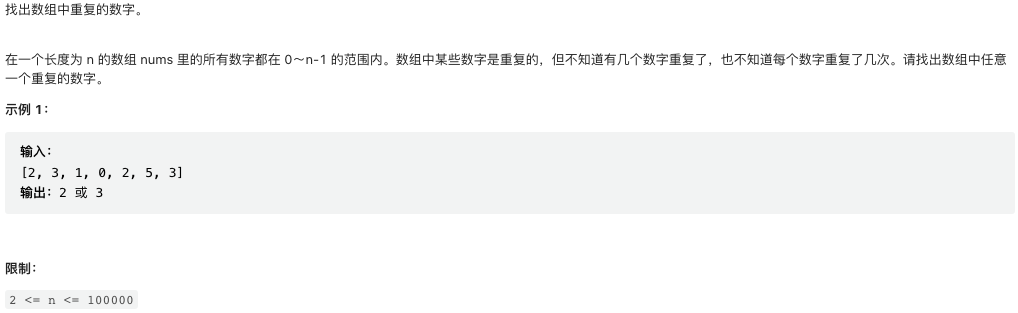 找出数组中重复的数字。
在一个长度为 n 的数组 nums 里的所有数字都在 0～n-1 的范围内。数组中某些数字是重复的，但不知道有几个数字重复了，也不知道每个数字重复了几次。请找出数组中任意
一个重复的数字。
示例 1：
输入：
[2, 3, 1, 0, 2, 5, 3]
输出：2 或 3
限制：
2 <= n <= 100000